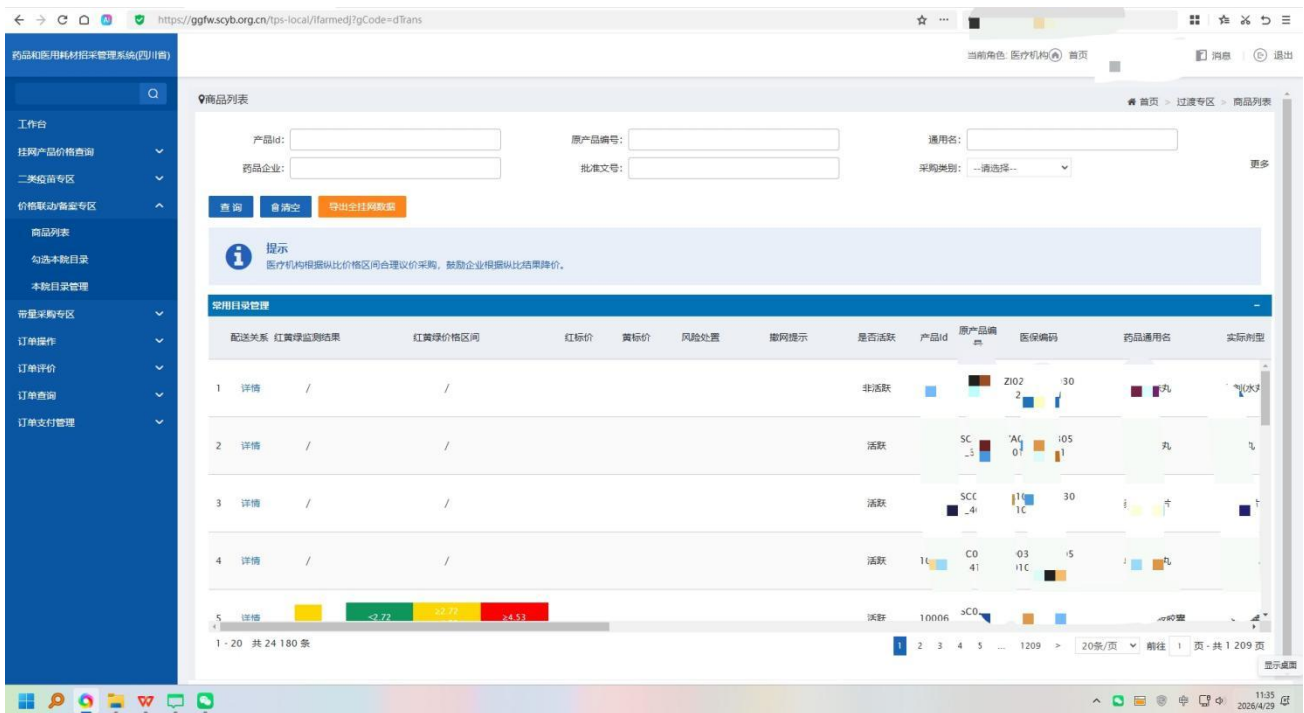 https://ggfw.scyb.org.cn/tps-local/lfarmedj?gCode=dTrans
药品和医用耗材招采管理系统(四川省)
当前角色: 医疗机构 首页 消息 退出
商品列表
首页 > 过渡专区 > 商品列表
工作台
挂网产品价格查询
二类疫苗专区
价格联动/备案专区
商品列表
勾选本院目录
本院目录管理
带量采购专区
订单操作
订单评价
订单查询
订单支付管理
产品Id: 原产品编号: 通用名:
药品企业: 批准文号: 采购类别: --请选择-- 更多
查询 清空 导出全挂网数据
提示
医疗机构根据纵比价格区间合理议价采购，鼓励企业根据纵比结果降价。
常用目录管理
配送关系 红黄绿监测结果 红黄绿价格区间 红标价 黄标价 风险处置 撤网提示 是否活跃 产品Id 原产品编号 医保编码 药品通用名 实际剂型
1 详情 / / 非活跃
2 详情 / / 活跃
3 详情 / / 活跃
4 详情 / / 活跃
5 详情 <2.72 ≥2.72 ≥4.53 活跃 10006
1 - 20 共 24 180 条
1 2 3 4 5 ... 1209 > 20条/页 前往 1 页 - 共 1 209 页
显示桌面
中 11:35
2026/4/29